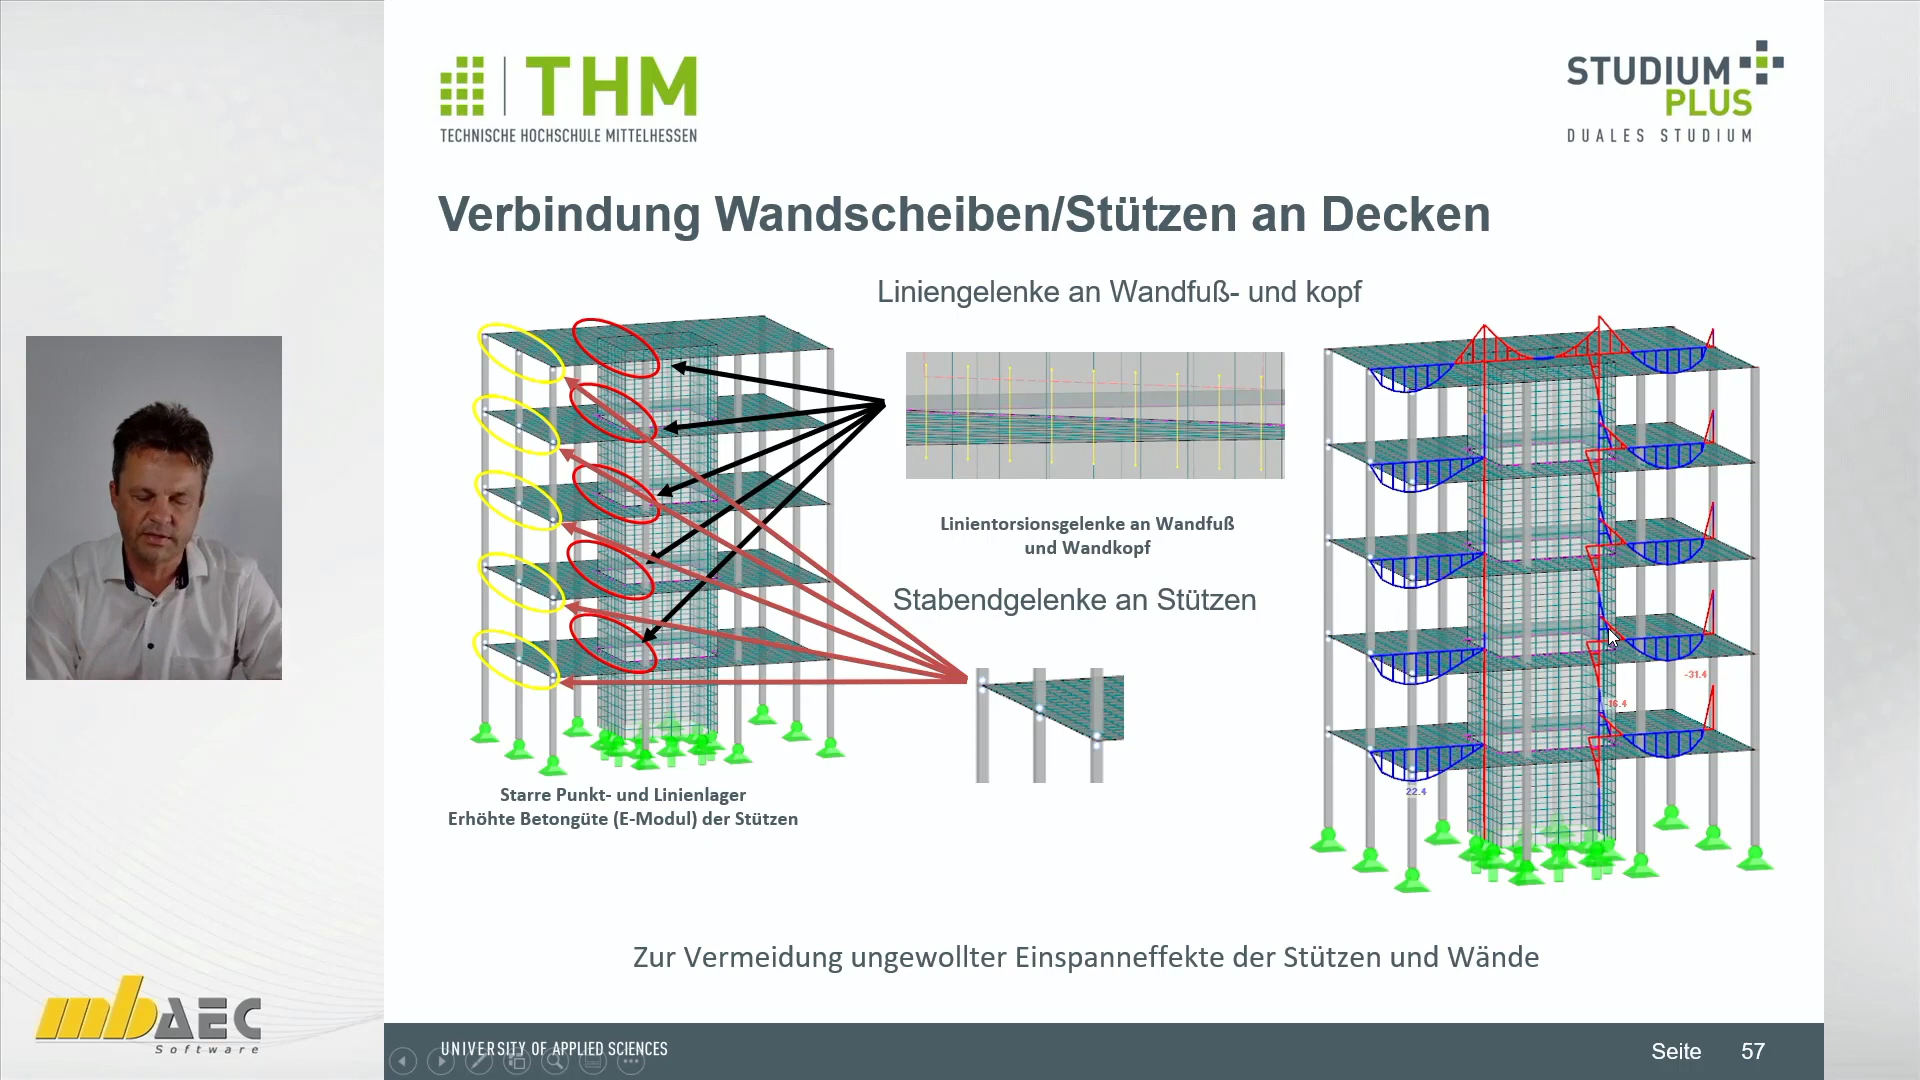 THM
TECHNISCHE HOCHSCHULE MITTELHESSEN
STUDIUM
PLUS
DUALES STUDIUM
Verbindung Wandscheiben/Stützen an Decken
Liniengelenke an Wandfuß- und kopf
Linientorsionsgelenke an Wandfuß
und Wandkopf
Stabendgelenke an Stützen
-31.4
-16.4
22.4
Starre Punkt- und Linienlager
Erhöhte Betongüte (E-Modul) der Stützen
Zur Vermeidung ungewollter Einspanneffekte der Stützen und Wände
mbAEC
Software
UNIVERSITY OF APPLIED SCIENCES
Seite 57